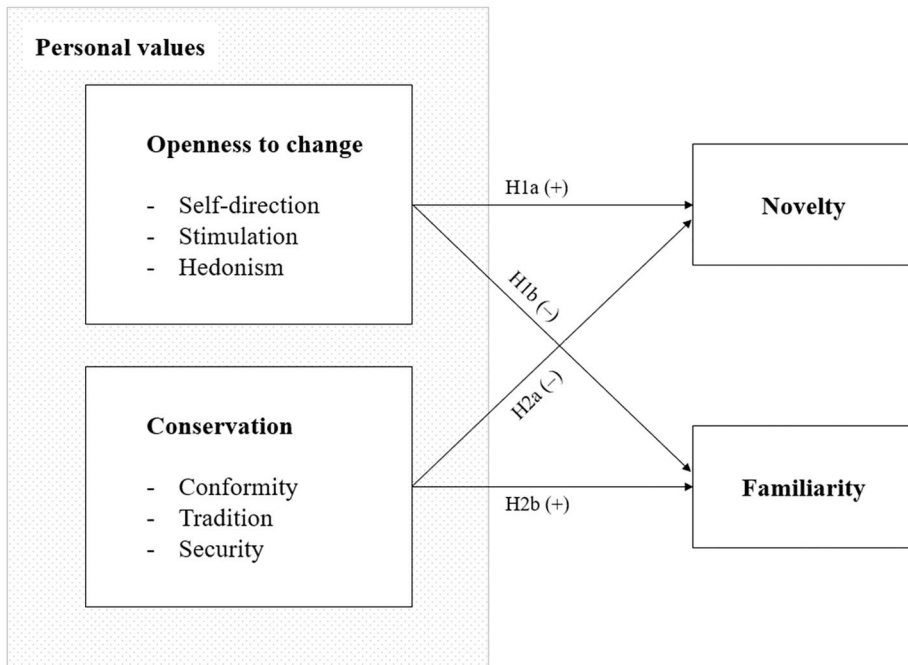 Personal values
Openness to change
- Self-direction
- Stimulation
- Hedonism
Conservation
- Conformity
- Tradition
- Security
H1a (+)
H1b (–)
H2a (–)
H2b (+)
Novelty
Familiarity